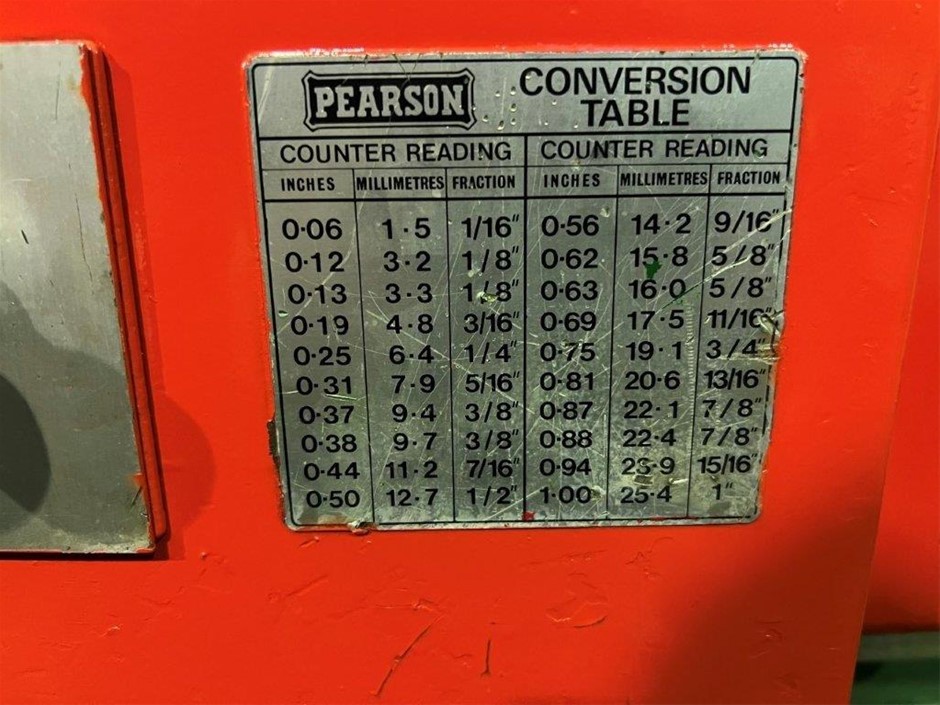 PEARSON CONVERSION TABLE
COUNTER READING COUNTER READING
INCHES MILLIMETRES FRACTION INCHES MILLIMETRES FRACTION
0·06 1·5 1/16" 0·56 14·2 9/16"
0·12 3·2 1/8" 0·62 15·8 5/8"
0·13 3·3 1/8" 0·63 16·0 5/8"
0·19 4·8 3/16" 0·69 17·5 11/16"
0·25 6·4 1/4" 0·75 19·1 3/4"
0·31 7·9 5/16" 0·81 20·6 13/16"
0·37 9·4 3/8" 0·87 22·1 7/8"
0·38 9·7 3/8" 0·88 22·4 7/8"
0·44 11·2 7/16" 0·94 23·9 15/16"
0·50 12·7 1/2" 1·00 25·4 1"